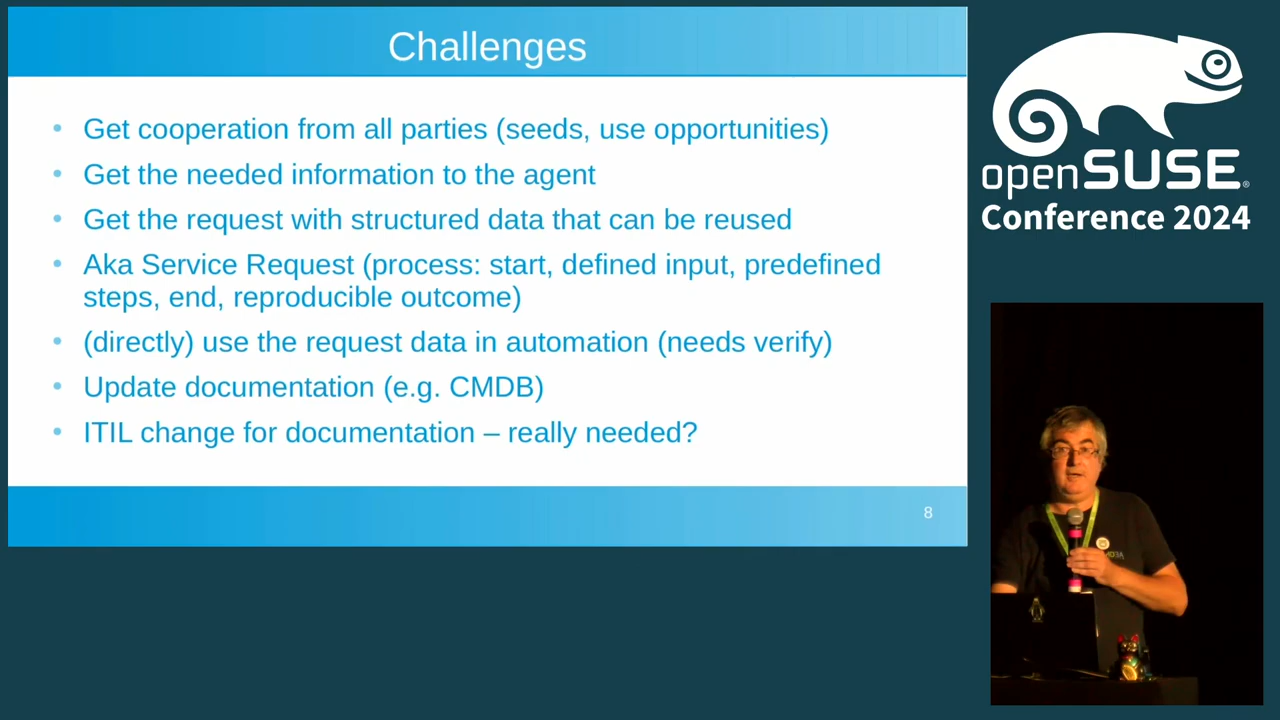 Challenges
• Get cooperation from all parties (seeds, use opportunities)
• Get the needed information to the agent
• Get the request with structured data that can be reused
• Aka Service Request (process: start, defined input, predefined
steps, end, reproducible outcome)
• (directly) use the request data in automation (needs verify)
• Update documentation (e.g. CMDB)
• ITIL change for documentation – really needed?
8
openSUSE®
Conference 2024